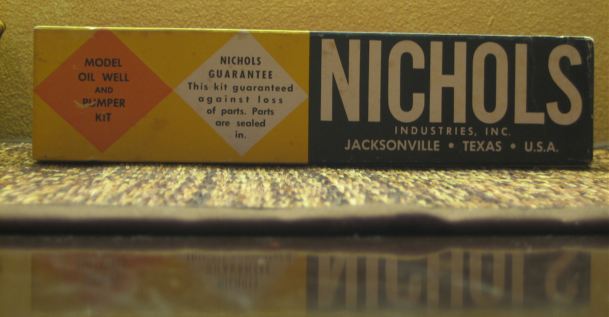 MODEL
OIL WELL
AND
PUMPER
KIT
NICHOLS
GUARANTEE
This kit guaranteed
against loss
of parts. Parts
are sealed
in.
NICHOLS
INDUSTRIES, INC.
JACKSONVILLE • TEXAS • U.S.A.